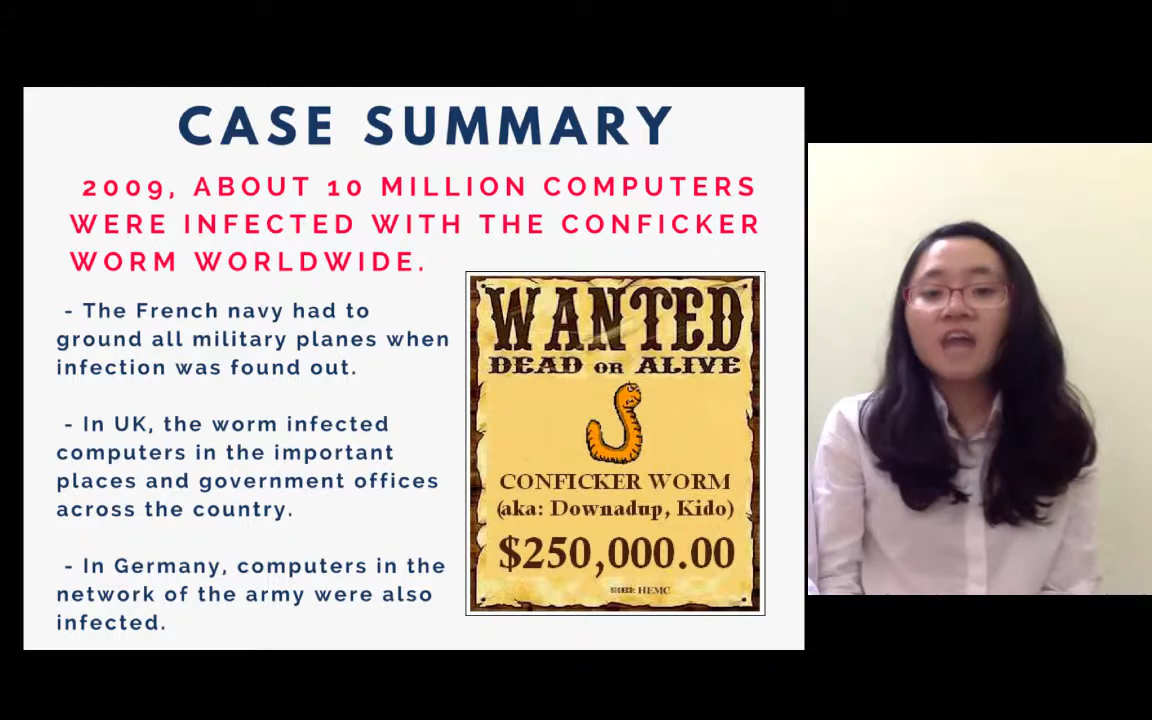 CASE SUMMARY
2009, ABOUT 10 MILLION COMPUTERS
WERE INFECTED WITH THE CONFICKER
WORM WORLDWIDE.
- The French navy had to
ground all military planes when
infection was found out.
- In UK, the worm infected
computers in the important
places and government offices
across the country.
- In Germany, computers in the
network of the army were also
infected.
WANTED
DEAD OR ALIVE
CONFICKER WORM
(aka: Downadup, Kido)
$250,000.00
HEMC